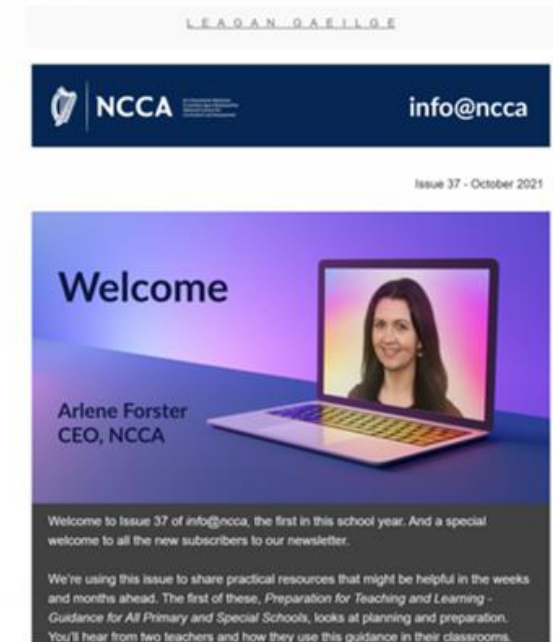 LEAGAN GAEILGE
NCCA
info@ncca
Issue 37 - October 2021
Welcome
Arlene Forster
CEO, NCCA
Welcome to Issue 37 of info@ncca, the first in this school year. And a special
welcome to all the new subscribers to our newsletter.
We're using this issue to share practical resources that might be helpful in the weeks
and months ahead. The first of these, Preparation for Teaching and Learning -
Guidance for All Primary and Special Schools, looks at planning and preparation.
You'll hear from two teachers and how they use this guidance in their classrooms.